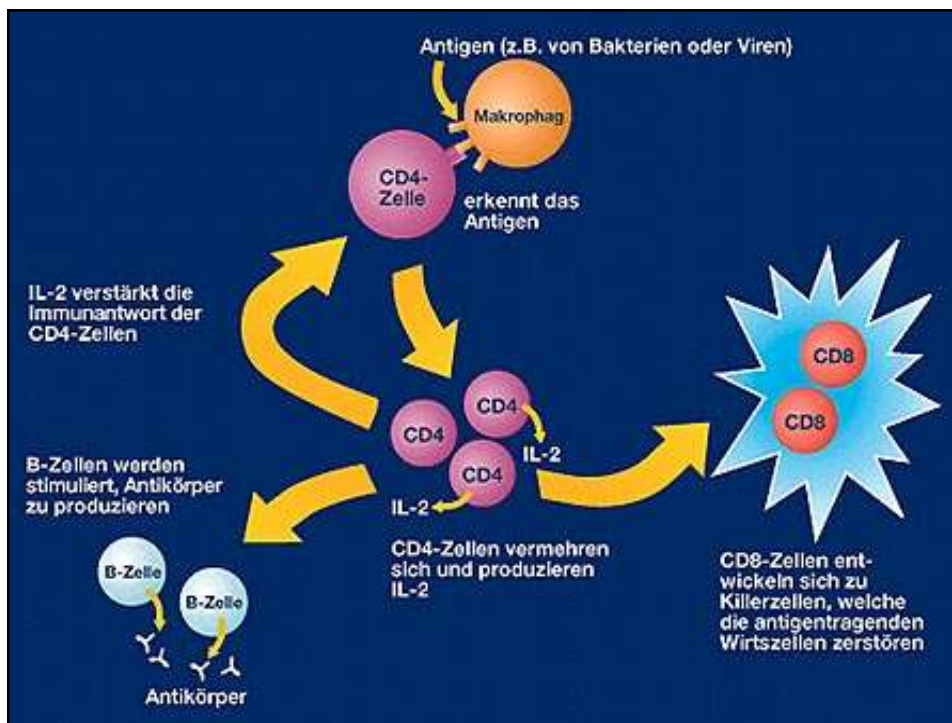 Antigen (z.B. von Bakterien oder Viren)
Makrophag
CD4-
Zelle
erkennt das
Antigen
IL-2 verstärkt die
Immunantwort der
CD4-Zellen
CD8
CD8
CD4
CD4
CD4
IL-2
IL-2
B-Zellen werden
stimuliert, Antikörper
zu produzieren
CD4-Zellen vermehren
sich und produzieren
IL-2
CD8-Zellen ent-
wickeln sich zu
Killerzellen, welche
die antigentragenden
Wirtszellen zerstören
B-Zelle
B-Zelle
Antikörper